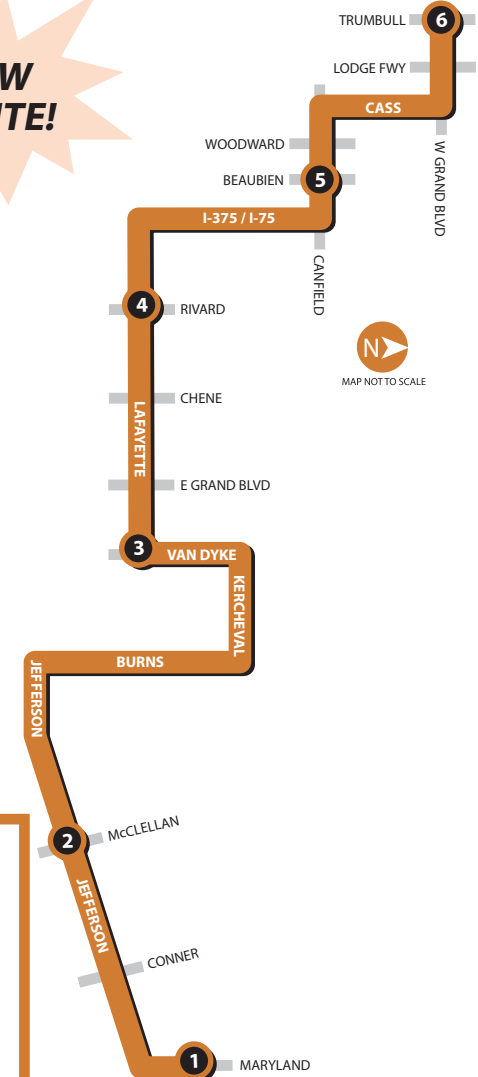 6
TRUMBULL
LODGE FWY
CASS
WOODWARD
W GRAND BLVD
BEAUBIEN
5
I-375 / I-75
CANFIELD
4
RIVARD
N
MAP NOT TO SCALE
CHENE
LAFAYETTE
E GRAND BLVD
3
VAN DYKE
KERCHEVAL
BURNS
JEFFERSON
2
McCLELLAN
JEFFERSON
CONNER
1
MARYLAND